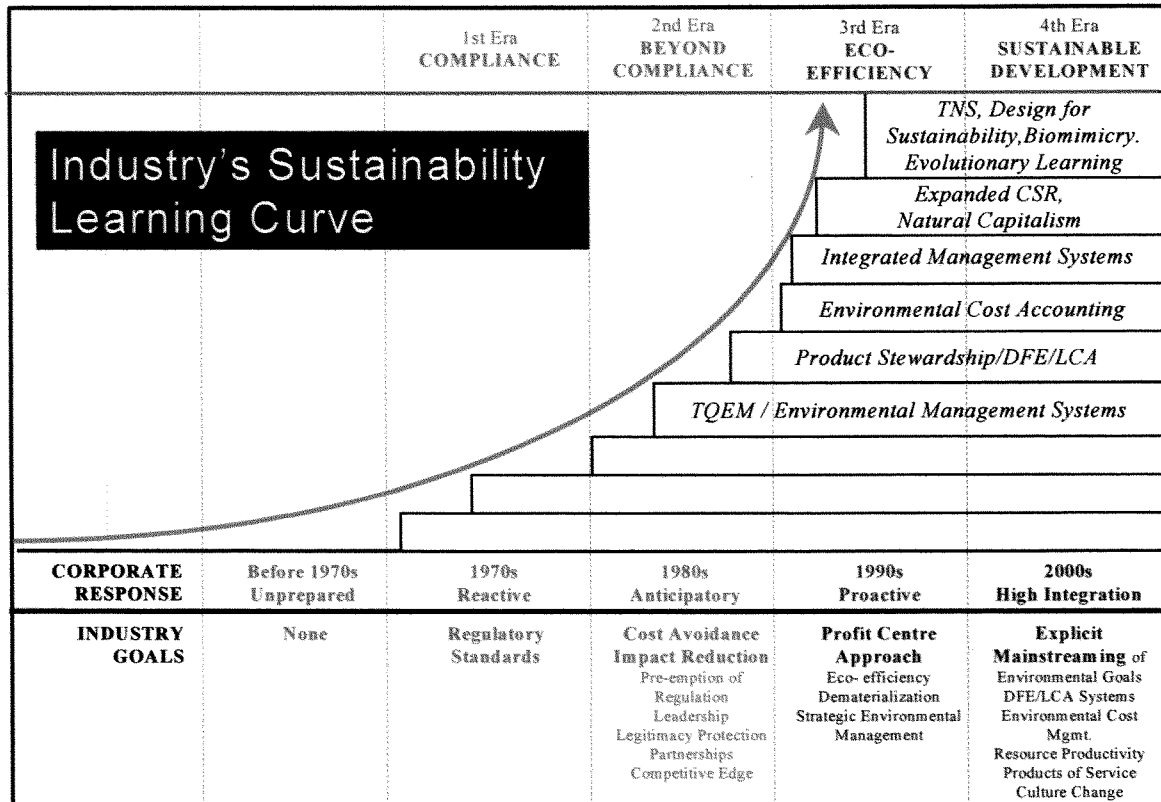 1st Era
COMPLIANCE
2nd Era
BEYOND
COMPLIANCE
3rd Era
ECO-
EFFICIENCY
4th Era
SUSTAINABLE
DEVELOPMENT
Industry's Sustainability
Learning Curve
TNS, Design for
Sustainability,Biomimicry.
Evolutionary Learning
Expanded CSR,
Natural Capitalism
Integrated Management Systems
Environmental Cost Accounting
Product Stewardship/DFE/LCA
TQEM / Environmental Management Systems
CORPORATE
RESPONSE
Before 1970s
Unprepared
1970s
Reactive
1980s
Anticipatory
1990s
Proactive
2000s
High Integration
INDUSTRY
GOALS
None
Regulatory
Standards
Cost Avoidance
Impact Reduction
Pre-emption of
Regulation
Leadership
Legitimacy Protection
Partnerships
Competitive Edge
Profit Centre
Approach
Eco- efficiency
Dematerialization
Strategic Environmental
Management
Explicit
Mainstreaming of
Environmental Goals
DFE/LCA Systems
Environmental Cost
Mgmt.
Resource Productivity
Products of Service
Culture Change